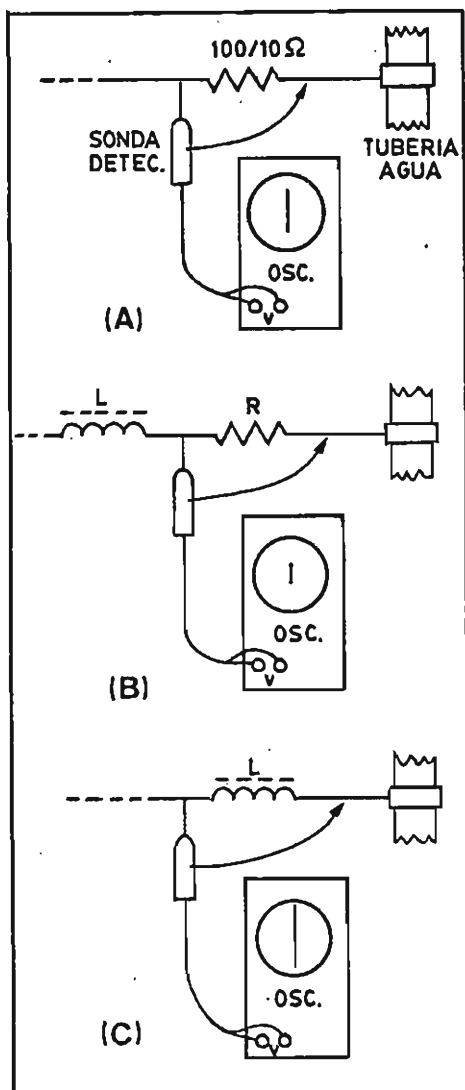 100/10Ω
SONDA
DETEC.
TUBERIA
AGUA
OSC.
V
(A)
L
R
OSC.
V
(B)
L
OSC.
V
(C)